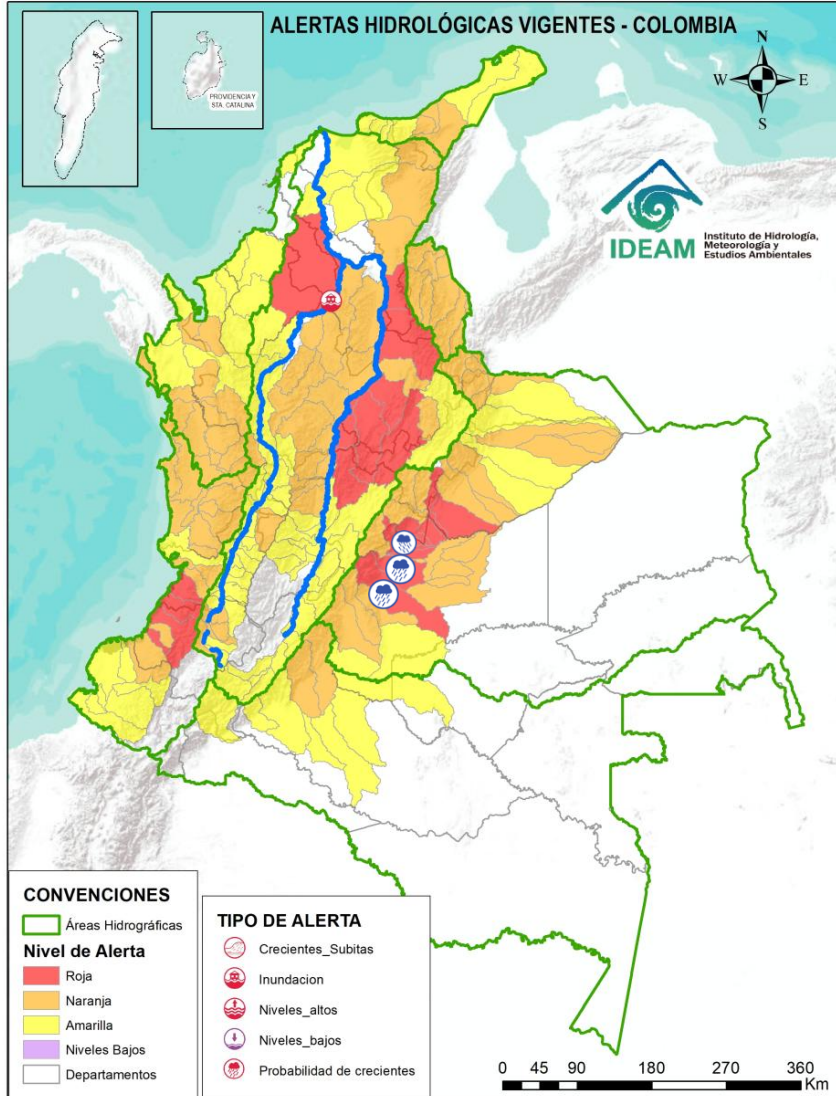 ALERTAS HIDROLÓGICAS VIGENTES - COLOMBIA
PROVIDENCIA Y
STA. CATALINA
N
W
E
S
IDEAM
Instituto de Hidrología,
Meteorología y
Estudios Ambientales
CONVENCIONES
Áreas Hidrográficas
Nivel de Alerta
Roja
Naranja
Amarilla
Niveles Bajos
Departamentos
TIPO DE ALERTA
Crecientes_Subitas
Inundacion
Niveles_altos
Niveles_bajos
Probabilidad de crecientes
0 45 90 180 270 360
Km